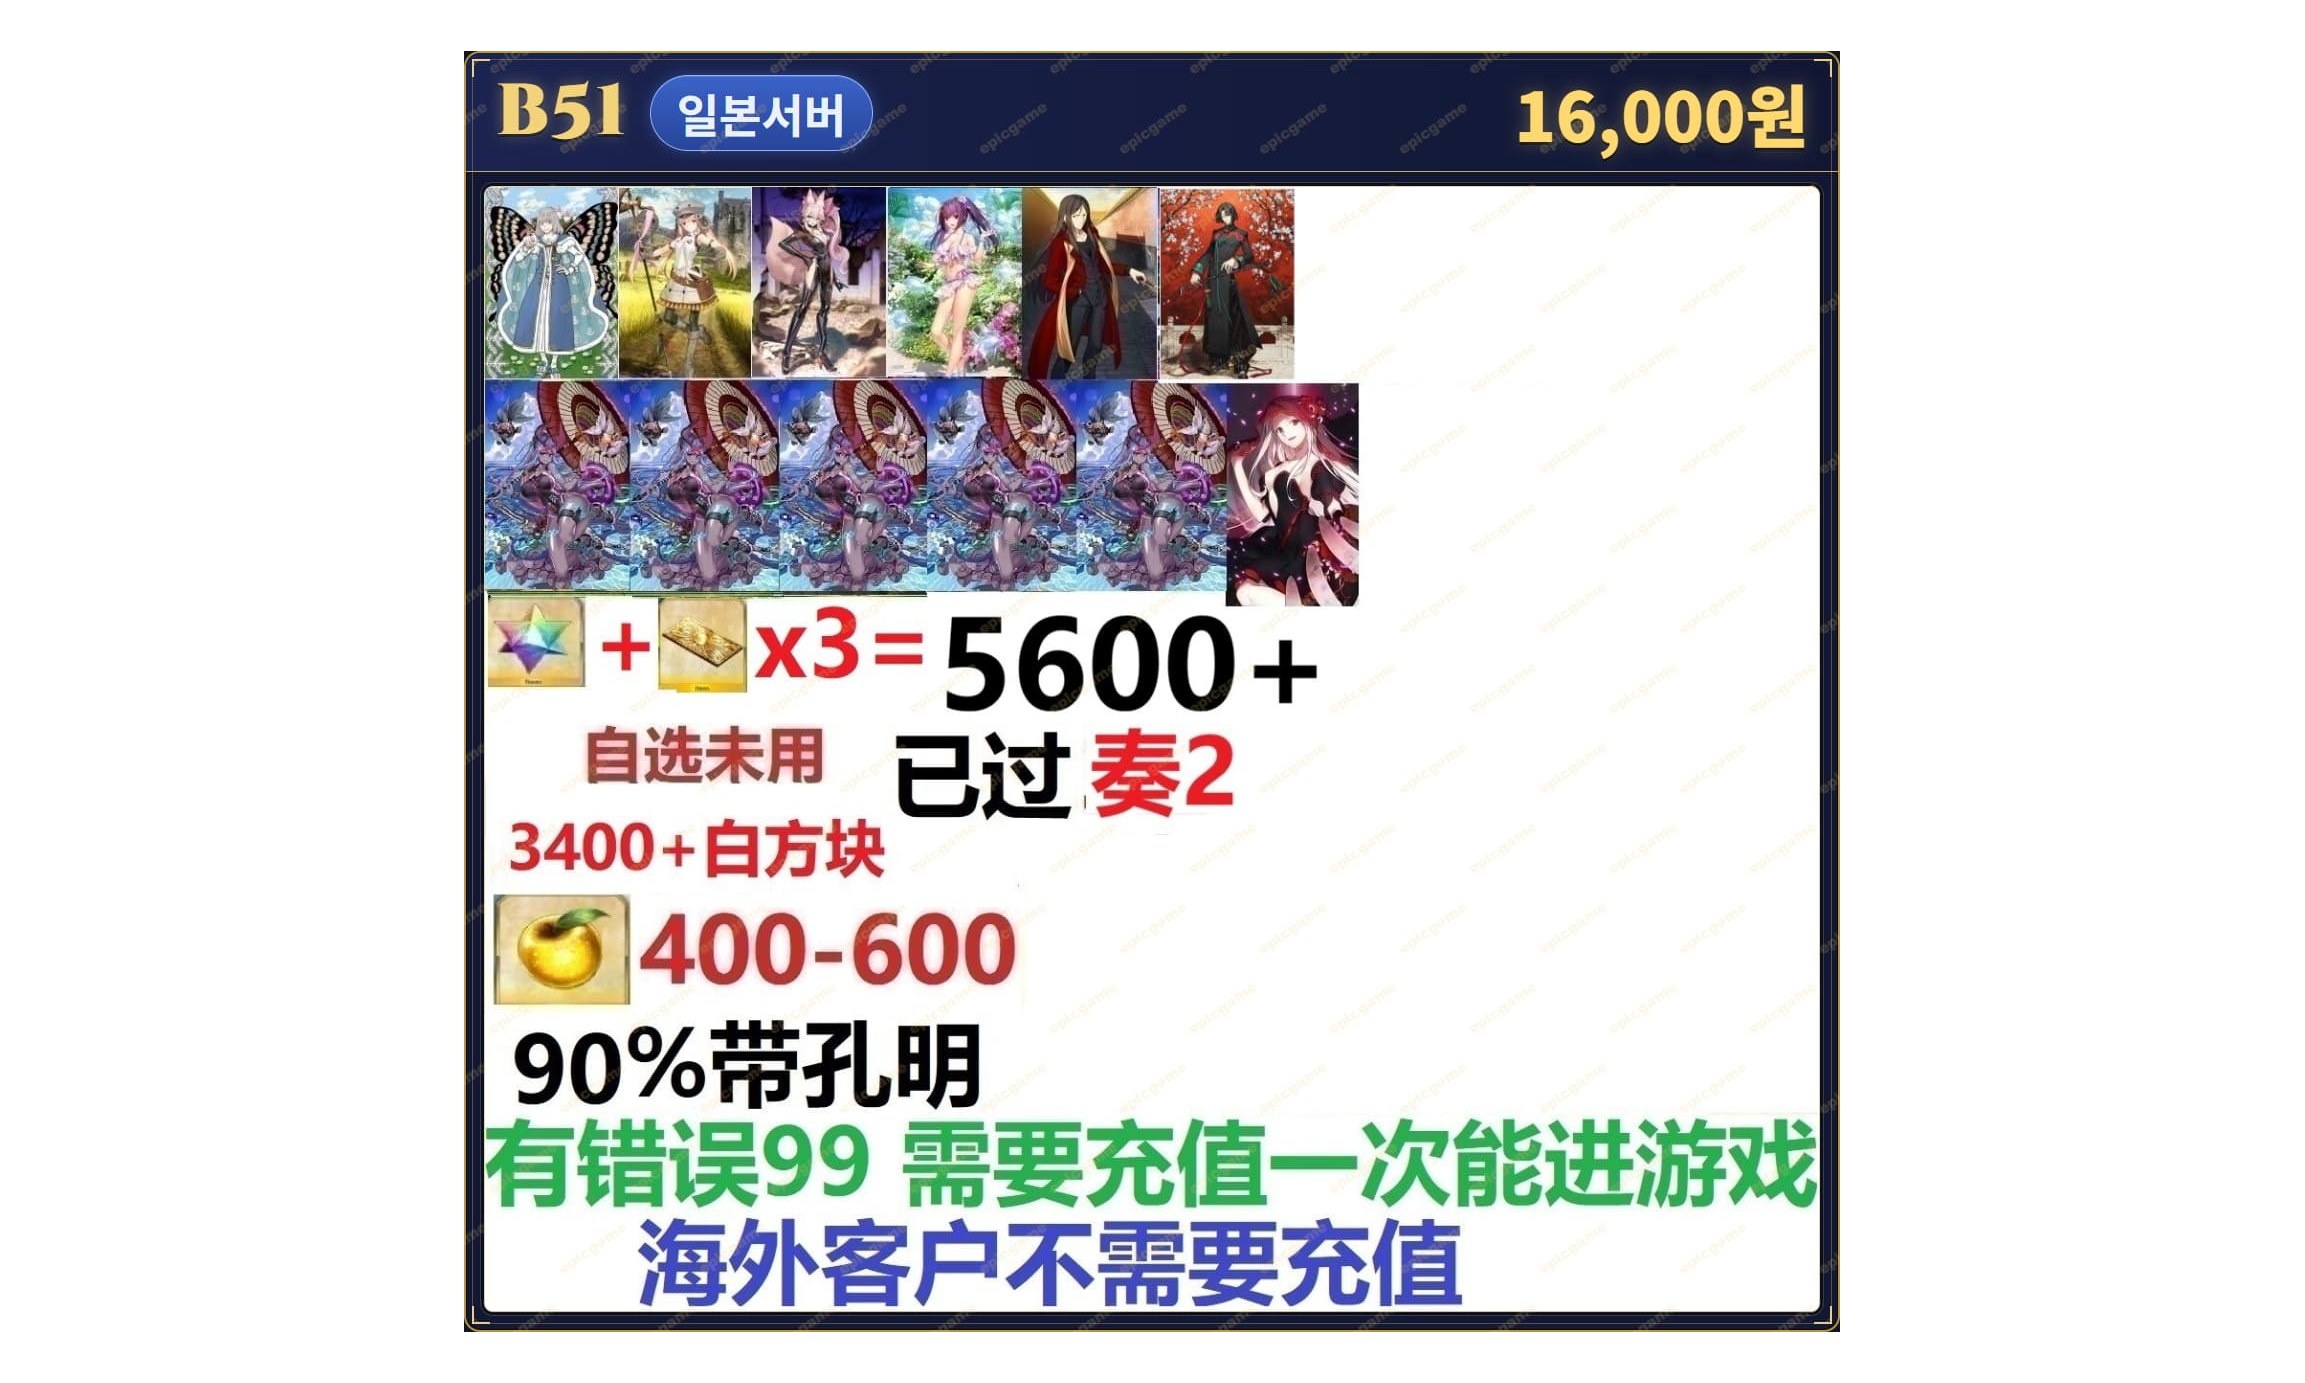 B51 일본서버 16,000원
+ x3= 5600+
自选未用 已过 奏2
3400+白方块
400-600
90%带孔明
有错误99 需要充值一次能进游戏
海外客户不需要充值
epicgame